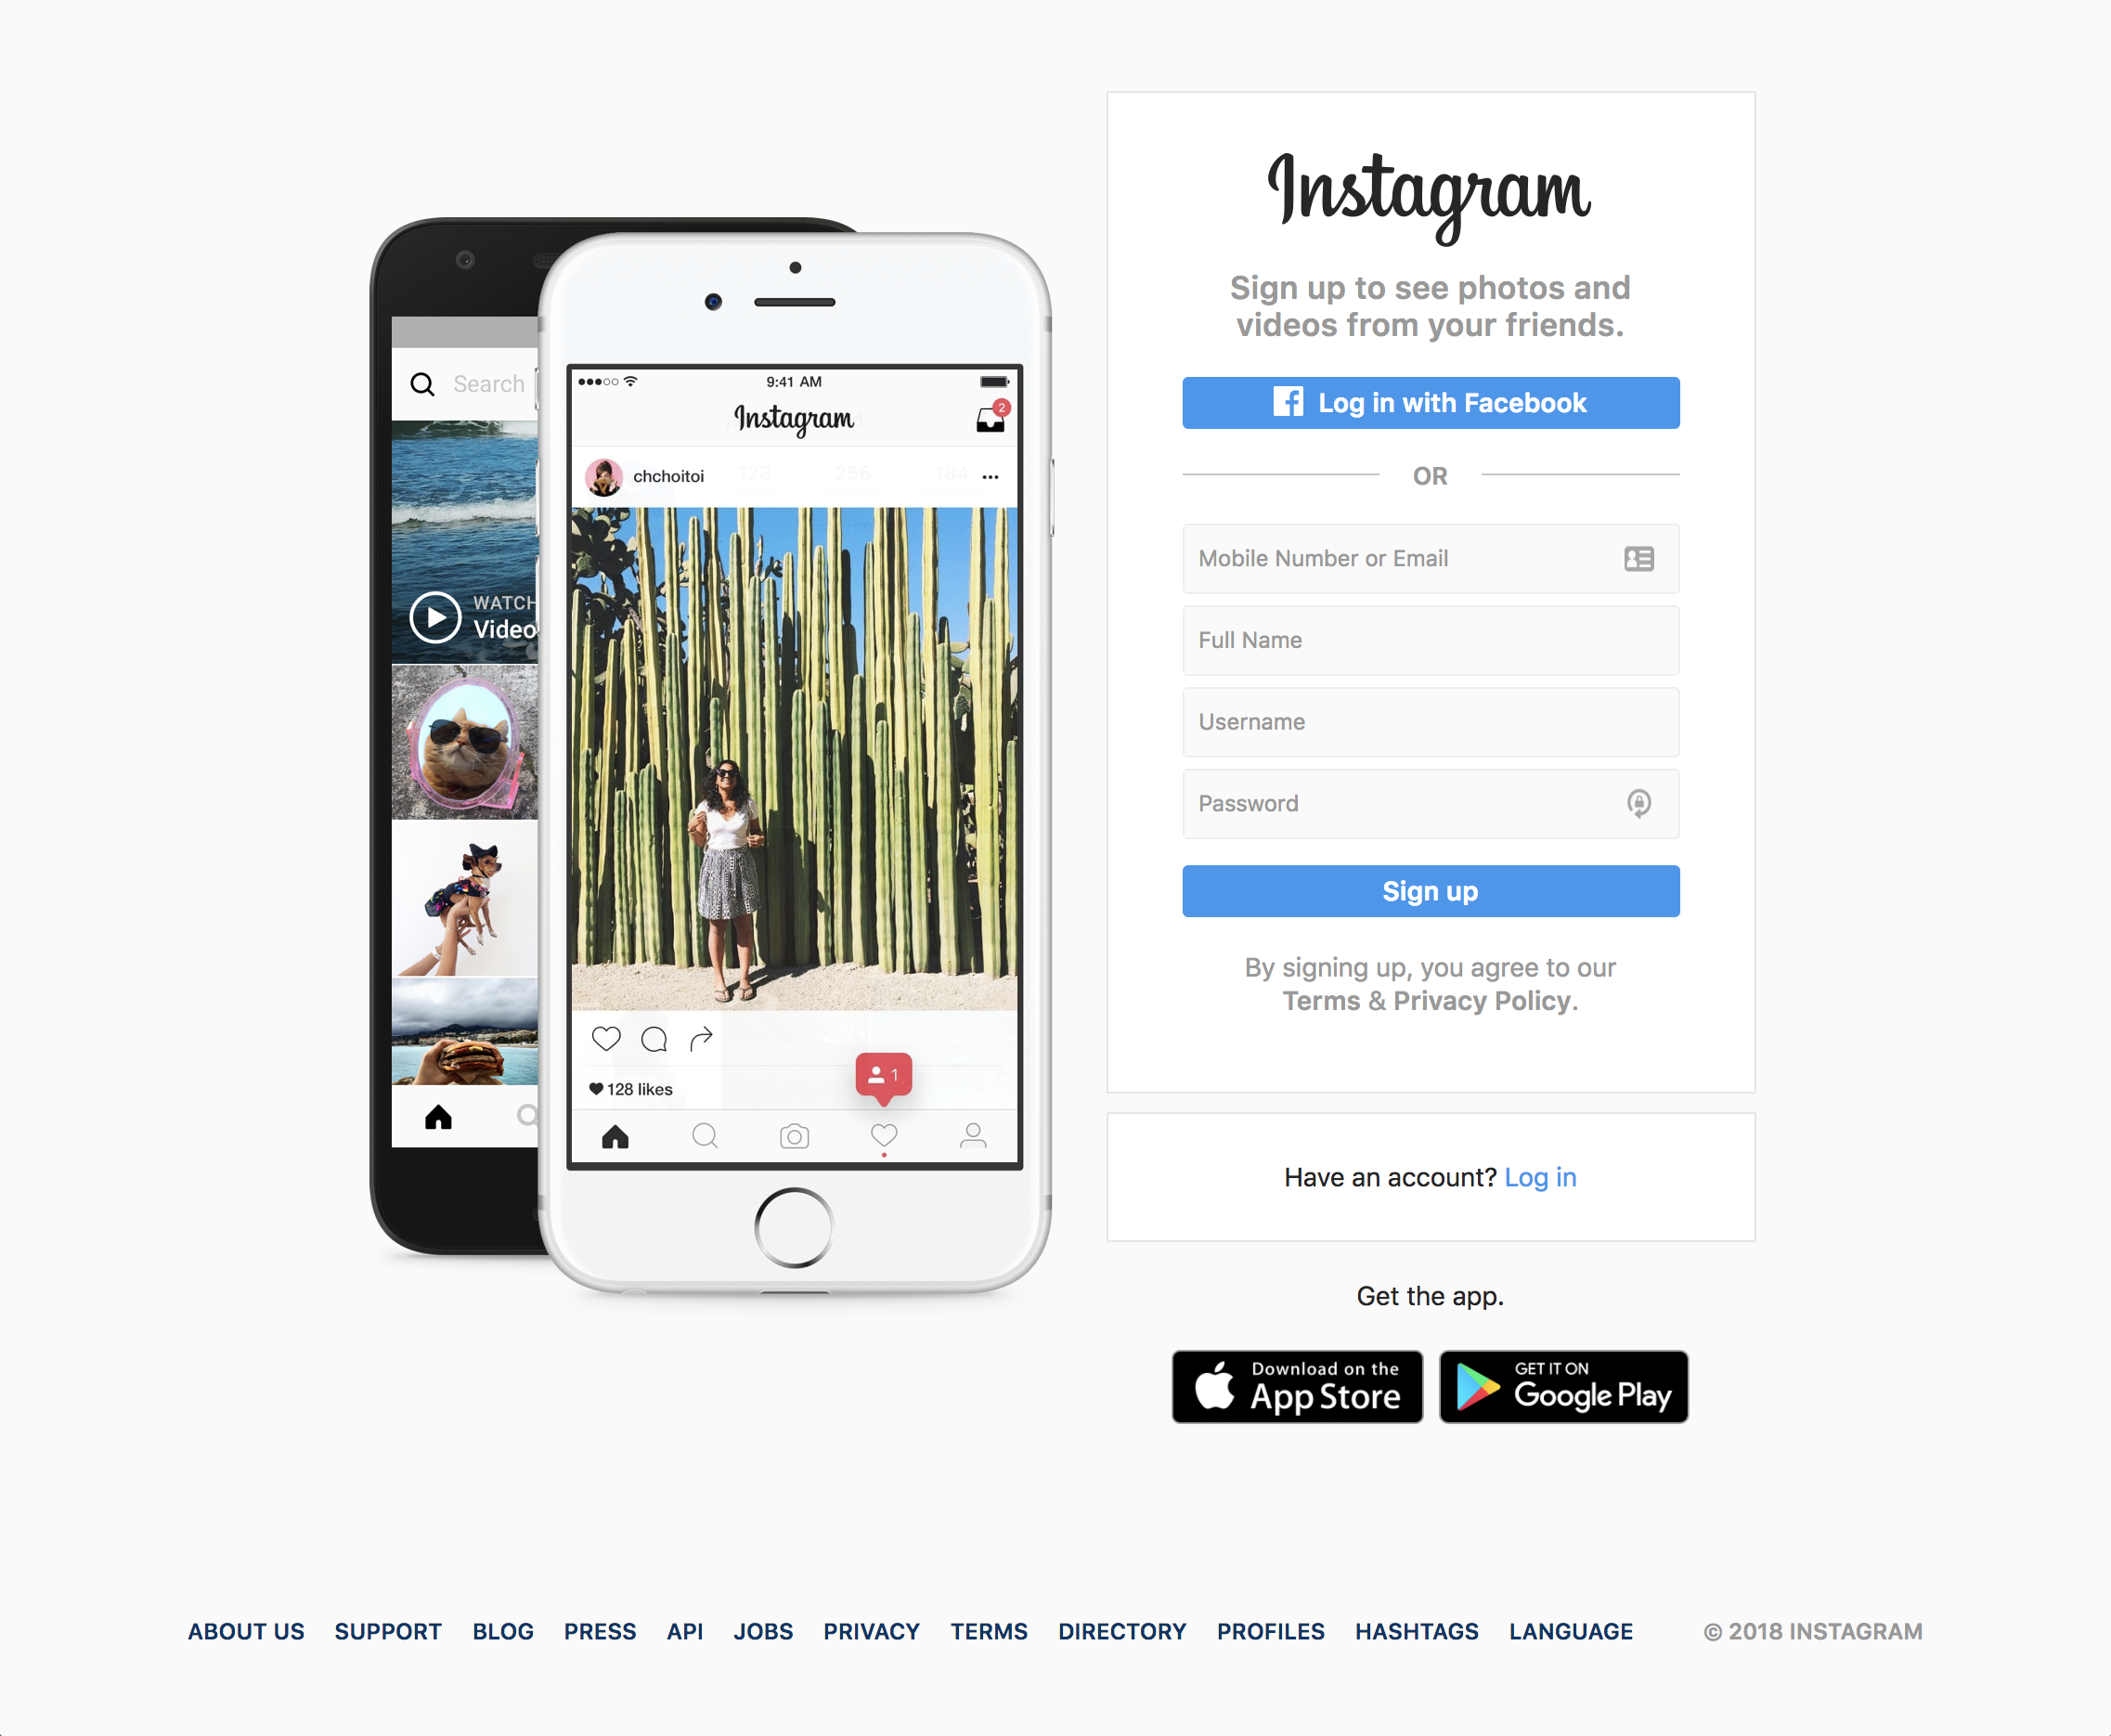 Search
WATCH
Video
9:41 AM
Instagram
2
chchoitoi
128 256 184
128 likes
1
Instagram
Sign up to see photos and
videos from your friends.
Log in with Facebook
OR
Mobile Number or Email
Full Name
Username
Password
Sign up
By signing up, you agree to our
Terms & Privacy Policy.
Have an account? Log in
Get the app.
Download on the
App Store
GET IT ON
Google Play
ABOUT US SUPPORT BLOG PRESS API JOBS PRIVACY TERMS DIRECTORY PROFILES HASHTAGS LANGUAGE © 2018 INSTAGRAM